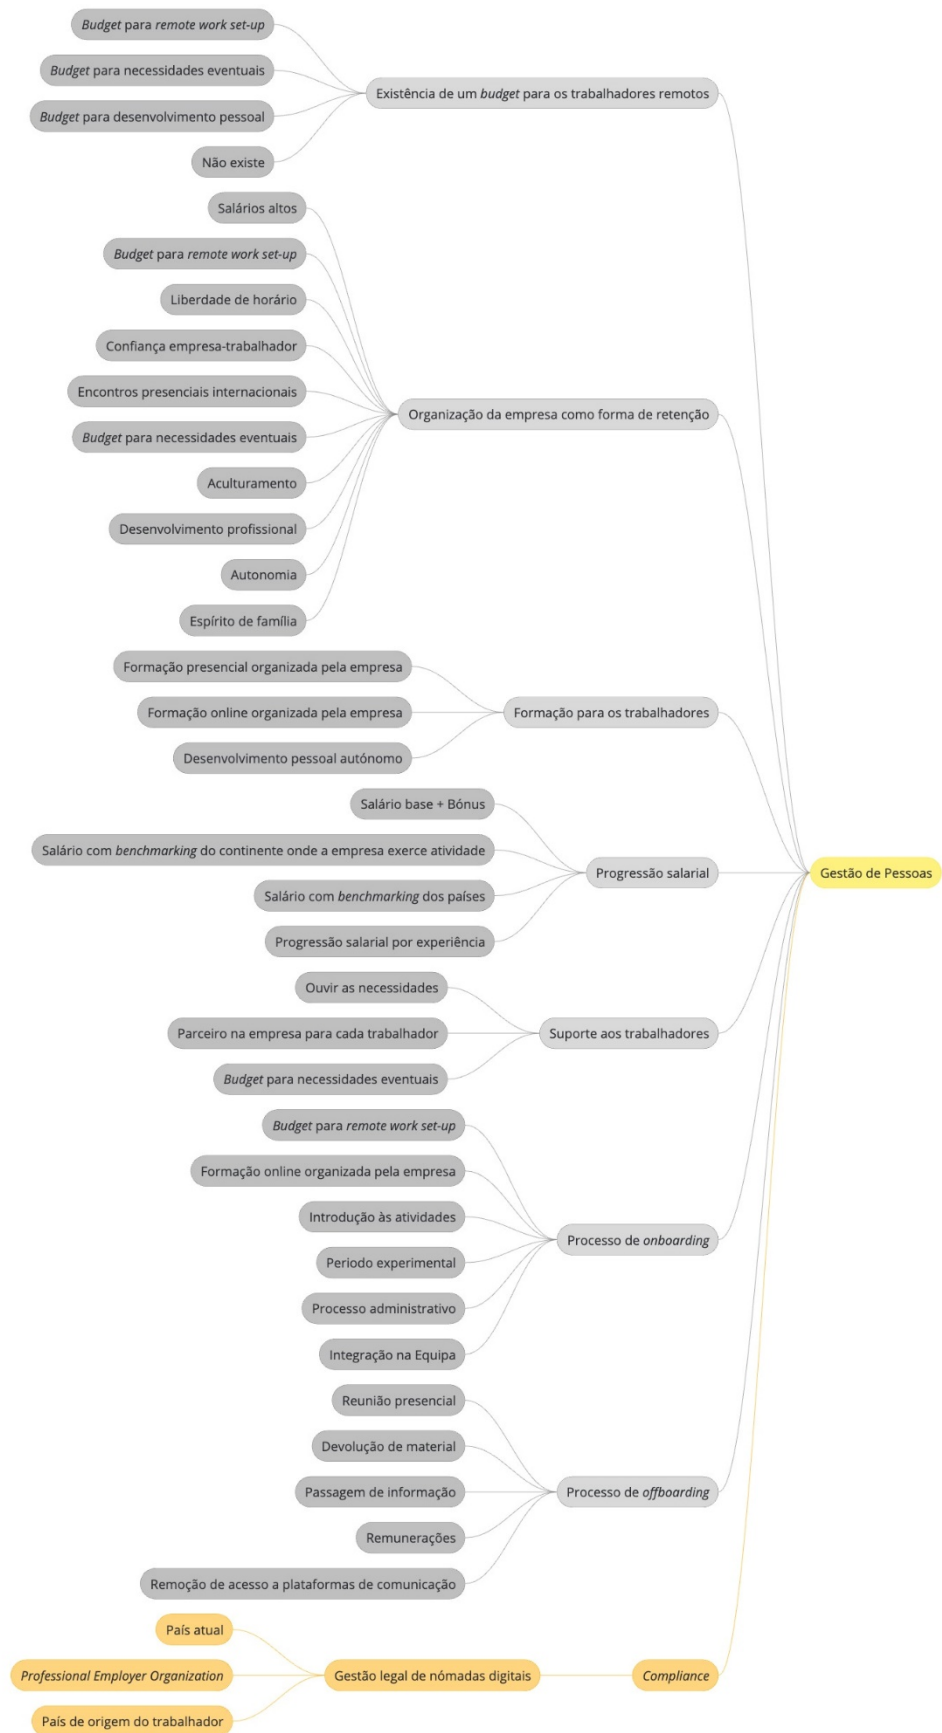 Budget para remote work set-up
Budget para necessidades eventuais
Existência de um budget para os trabalhadores remotos
Budget para desenvolvimento pessoal
Não existe
Salários altos
Budget para remote work set-up
Liberdade de horário
Confiança empresa-trabalhador
Encontros presenciais internacionais
Organização da empresa como forma de retenção
Budget para necessidades eventuais
Aculturamento
Desenvolvimento profissional
Autonomia
Espírito de família
Formação presencial organizada pela empresa
Formação online organizada pela empresa
Formação para os trabalhadores
Desenvolvimento pessoal autónomo
Salário base + Bónus
Salário com benchmarking do continente onde a empresa exerce atividade
Progressão salarial
Gestão de Pessoas
Salário com benchmarking dos países
Progressão salarial por experiência
Ouvir as necessidades
Parceiro na empresa para cada trabalhador
Suporte aos trabalhadores
Budget para necessidades eventuais
Budget para remote work set-up
Formação online organizada pela empresa
Introdução às atividades
Processo de onboarding
Periodo experimental
Processo administrativo
Integração na Equipa
Reunião presencial
Devolução de material
Passagem de informação
Processo de offboarding
Remunerações
Remoção de acesso a plataformas de comunicação
País atual
Professional Employer Organization
Gestão legal de nómadas digitais
Compliance
País de origem do trabalhador